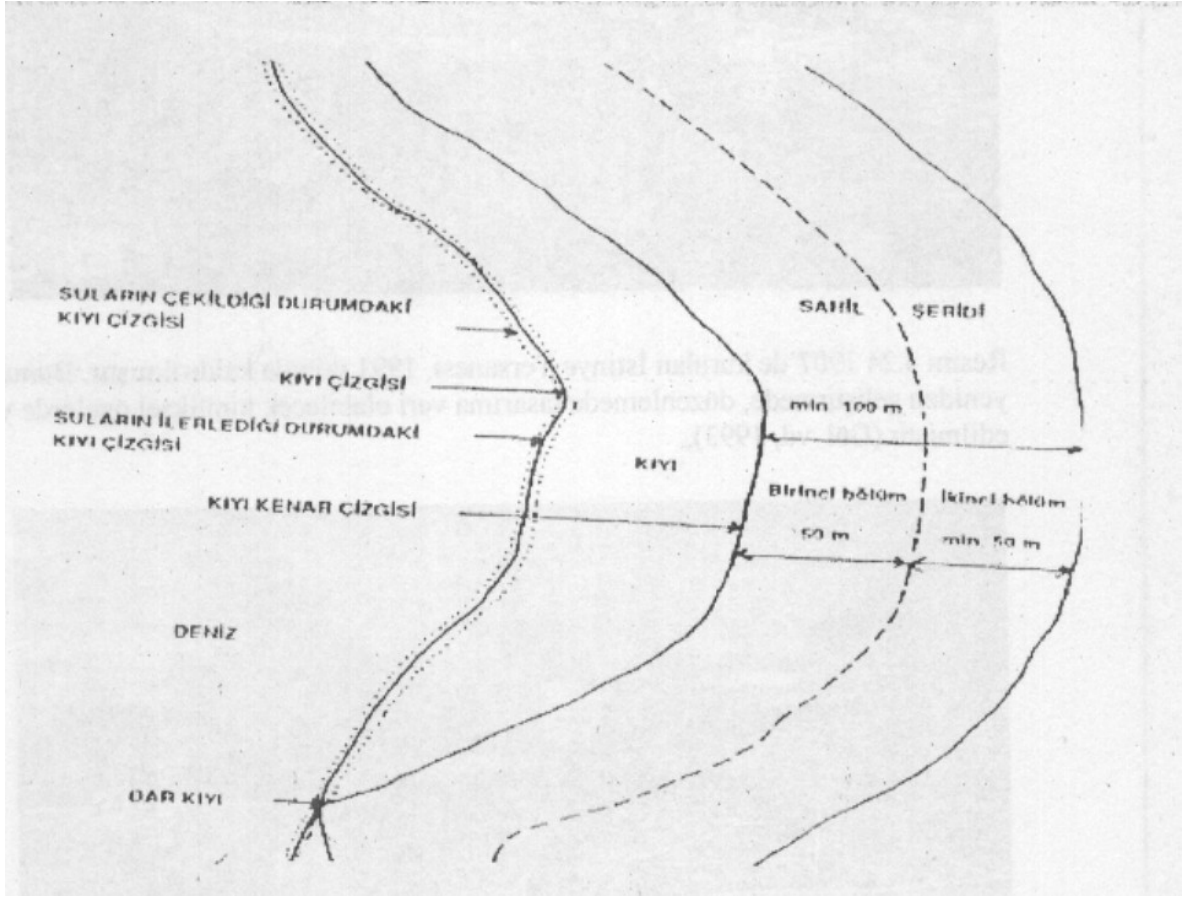 SULARIN ÇEKİLDİĞİ DURUMDAKİ
KIYI ÇİZGİSİ
SAHİL ŞERİDİ
KIYI ÇİZGİSİ
min. 100 m.
SULARIN İLERLEDİĞİ DURUMDAKİ
KIYI ÇİZGİSİ
KIYI
Birinci bölüm
İkinci bölüm
KIYI KENAR ÇİZGİSİ
50 m
min. 50 m
DENİZ
DAR KIYI